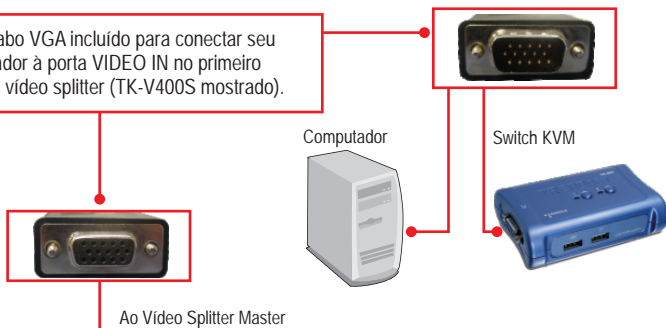 abo VGA incluído para conectar seu
ador à porta VIDEO IN no primeiro
vídeo splitter (TK-V400S mostrado).
Computador
Switch KVM
Ao Vídeo Splitter Master